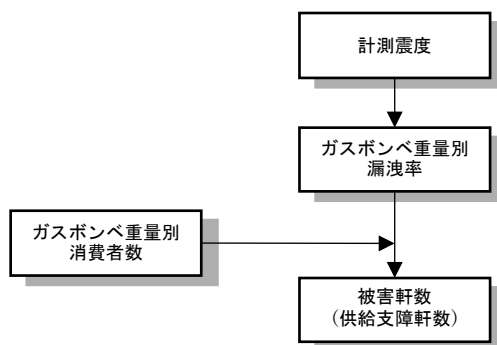 計測震度
ガスボンベ重量別
漏洩率
ガスボンベ重量別
消費者数
被害軒数
（供給支障軒数）